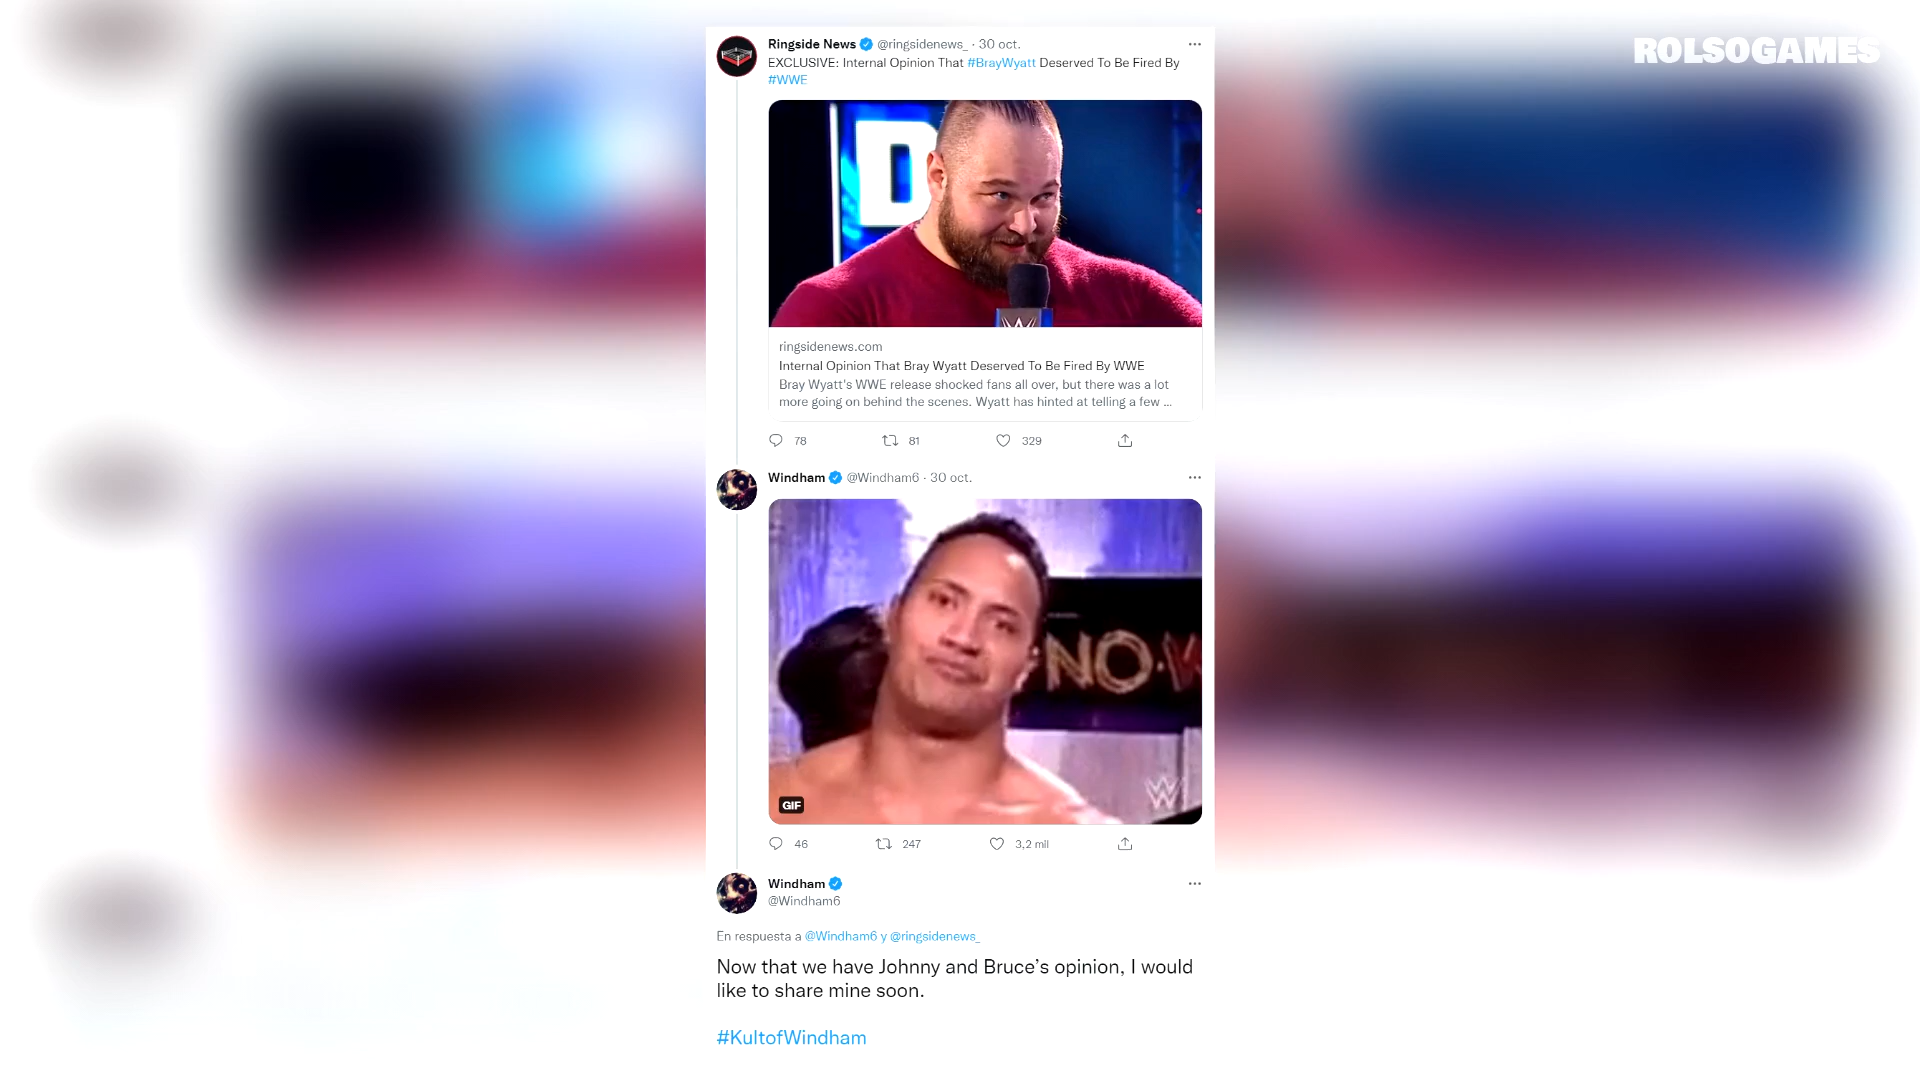 ROLSOGAMES
Ringside News @ringsidenews_ · 30 oct.
EXCLUSIVE: Internal Opinion That #BrayWyatt Deserved To Be Fired By
#WWE
D
ringsidenews.com
Internal Opinion That Bray Wyatt Deserved To Be Fired By WWE
Bray Wyatt's WWE release shocked fans all over, but there was a lot
more going on behind the scenes. Wyatt has hinted at telling a few ...
78 81 329
Windham @Windham6 · 30 oct.
NO-W
W
GIF
46 247 3,2 mil
Windham
@Windham6
En respuesta a @Windham6 y @ringsidenews_
Now that we have Johnny and Bruce’s opinion, I would
like to share mine soon.
#KultofWindham